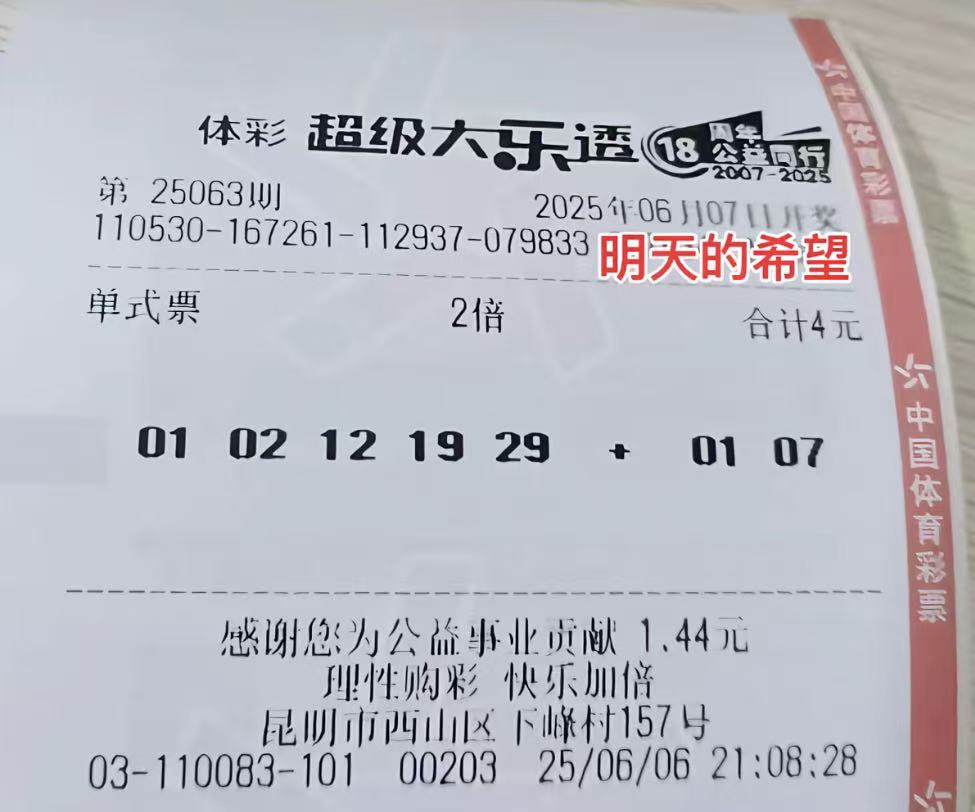 体彩 超级大乐透 18 周年 公益同行 2007-2025
第 25063期 2025年06月07日开奖
110530-167261-112937-079833
明天的希望
单式票 2倍 合计4元
01 02 12 19 29 + 01 07
感谢您为公益事业贡献 1.44元
理性购彩 快乐加倍
昆明市西山区下峰村157号
03-110083-101 00203 25/06/06 21:08:28
中国体育彩票
中国体育彩票